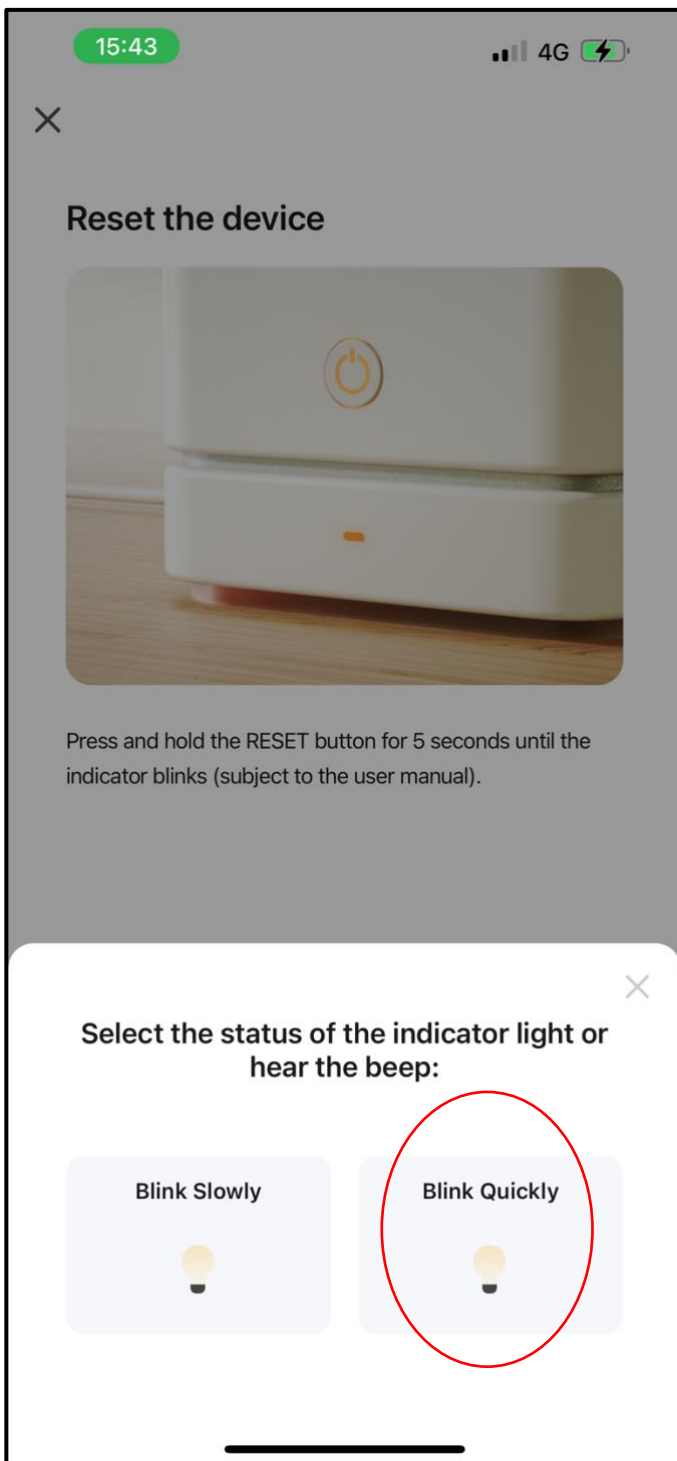 15:43
4G
Reset the device
Press and hold the RESET button for 5 seconds until the
indicator blinks (subject to the user manual).
Select the status of the indicator light or
hear the beep:
Blink Slowly
Blink Quickly